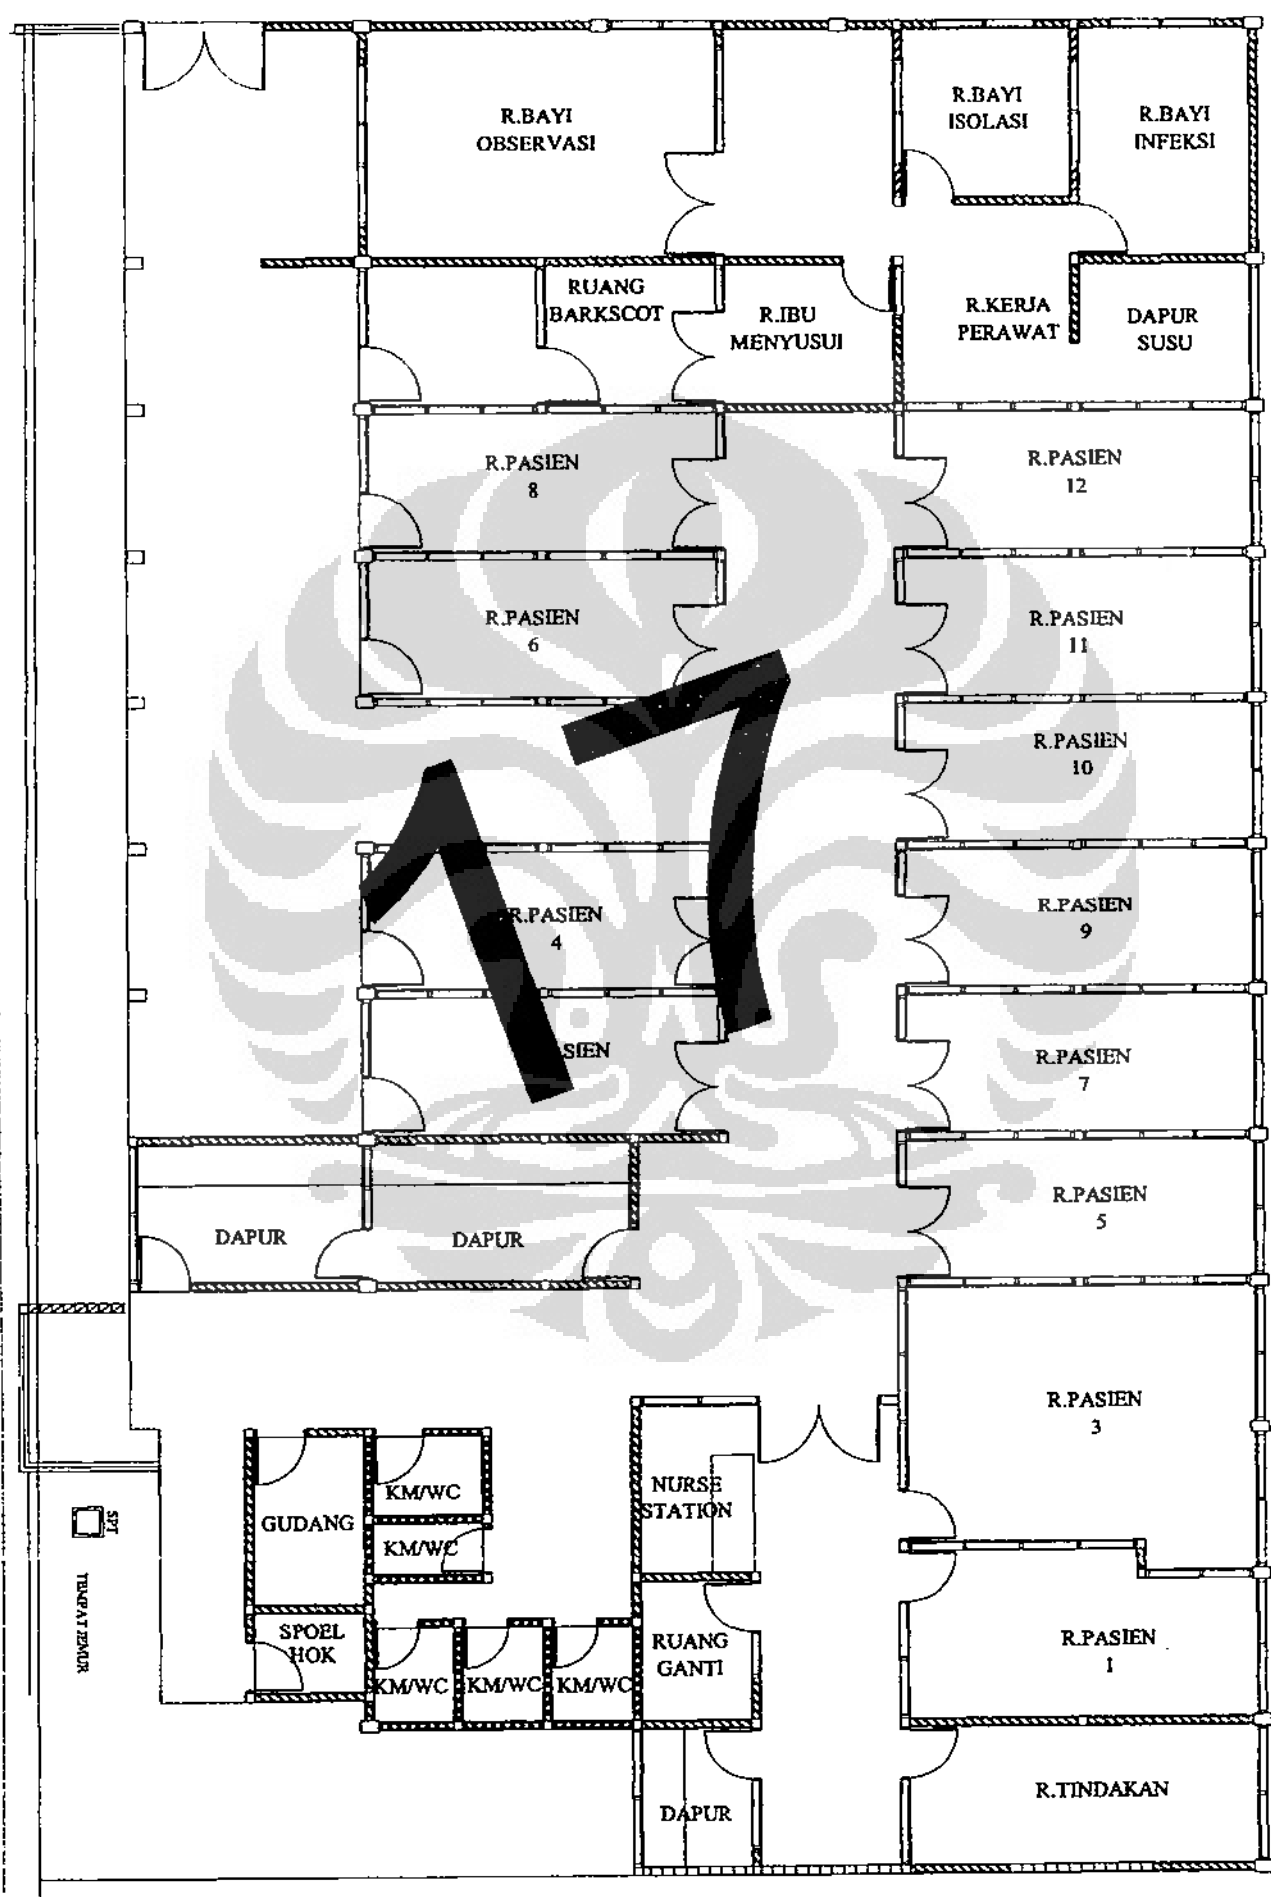 R.BAYI
OBSERVASI
R.BAYI
ISOLASI
R.BAYI
INFEKSI
RUANG
BARKSCOT
R.IBU
MENYUSUI
R.KERJA
PERAWAT
DAPUR
SUSU
R.PASIEN
8
R.PASIEN
12
R.PASIEN
6
R.PASIEN
11
R.PASIEN
10
17
R.PASIEN
4
R.PASIEN
9
SIEN
R.PASIEN
7
DAPUR
DAPUR
R.PASIEN
5
R.PASIEN
3
NURSE
STATION
GUDANG
KM/WC
KM/WC
SPT
TEMPAT JEMUR
SPOEL
HOK
KM/WC
KM/WC
KM/WC
RUANG
GANTI
R.PASIEN
1
DAPUR
R.TINDAKAN